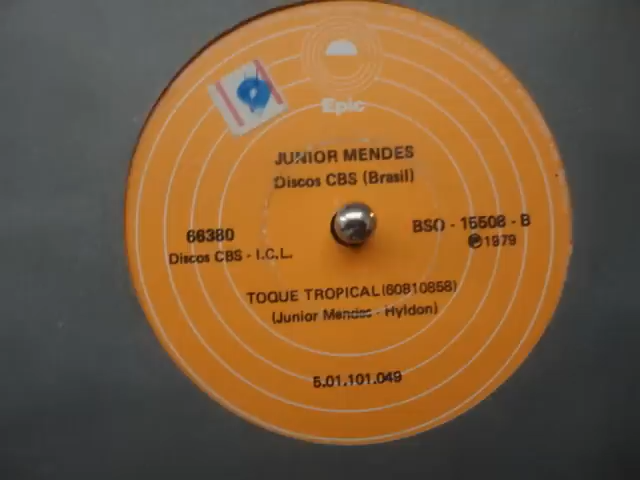 Epic
JUNIOR MENDES
Discos CBS (Brasil)
66380
Discos CBS - I.C.L.
BSO - 15508 - B
℗ 1979
TOQUE TROPICAL (60810658)
(Junior Mendes - Hyldon)
5.01.101.049